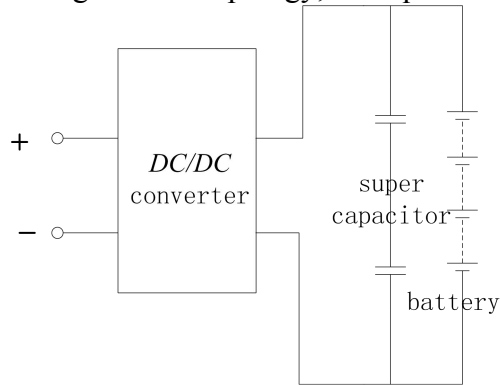 +
DC/DC
converter
super
capacitor
−
battery